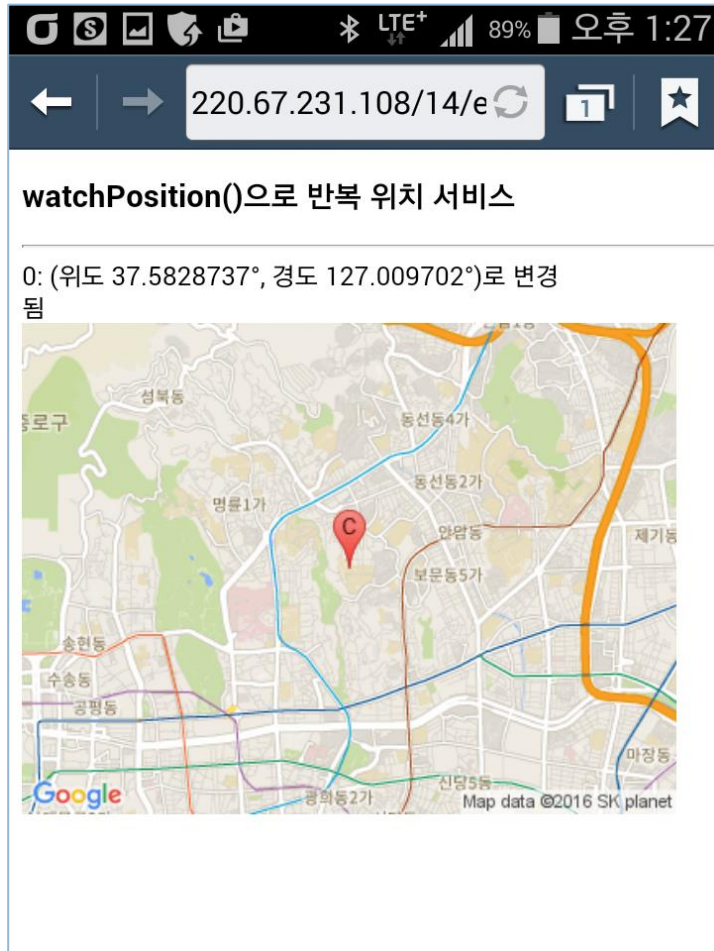 LTE+ 89% 오후 1:27
220.67.231.108/14/e
1
watchPosition()으로 반복 위치 서비스
0: (위도 37.5828737°, 경도 127.009702°)로 변경
됨
성북동
종로구
동선동4가
동선동2가
명륜1가
C
안암동
제기동
보문동5가
송현동
수송동
공평동
마장동
신당5동
Google
광희동2가
Map data ©2016 SK planet